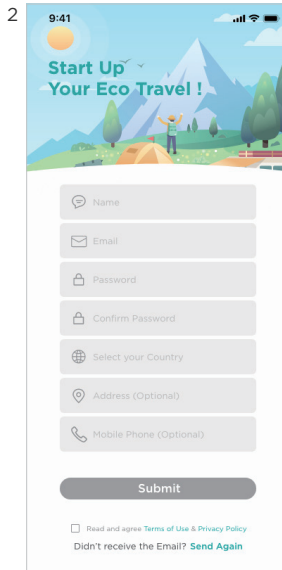 2
9:41
Start Up
Your Eco Travel !
Name
Email
Password
Confirm Password
Select your Country
Address (Optional)
Mobile Phone (Optional)
Submit
Read and agree Terms of Use & Privacy Policy
Didn't receive the Email? Send Again